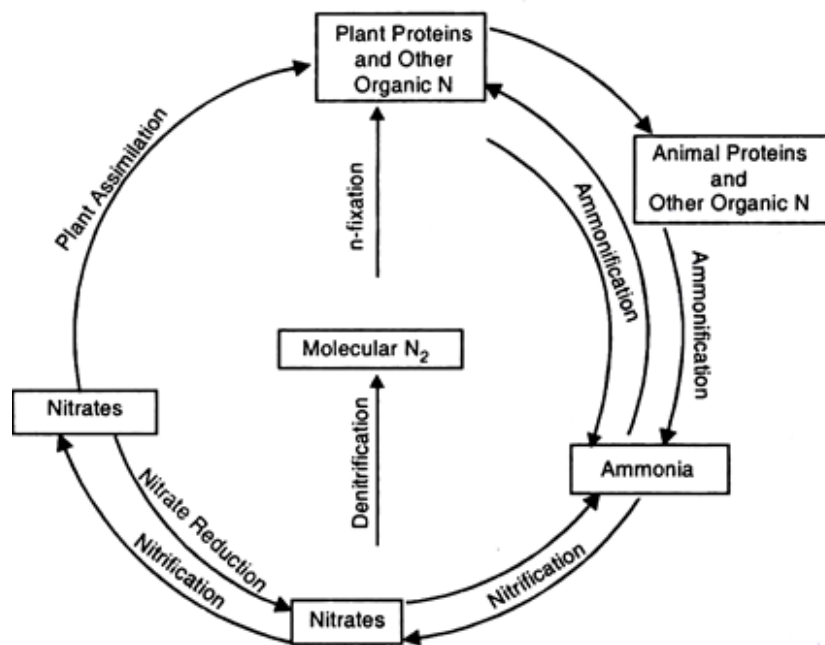 Plant Proteins
and Other
Organic N
Animal Proteins
and
Other Organic N
Plant Assimilation
n-fixation
Ammonification
Ammonification
Molecular N₂
Nitrates
Denitrification
Ammonia
Nitrate Reduction
Nitrification
Nitrification
Nitrates